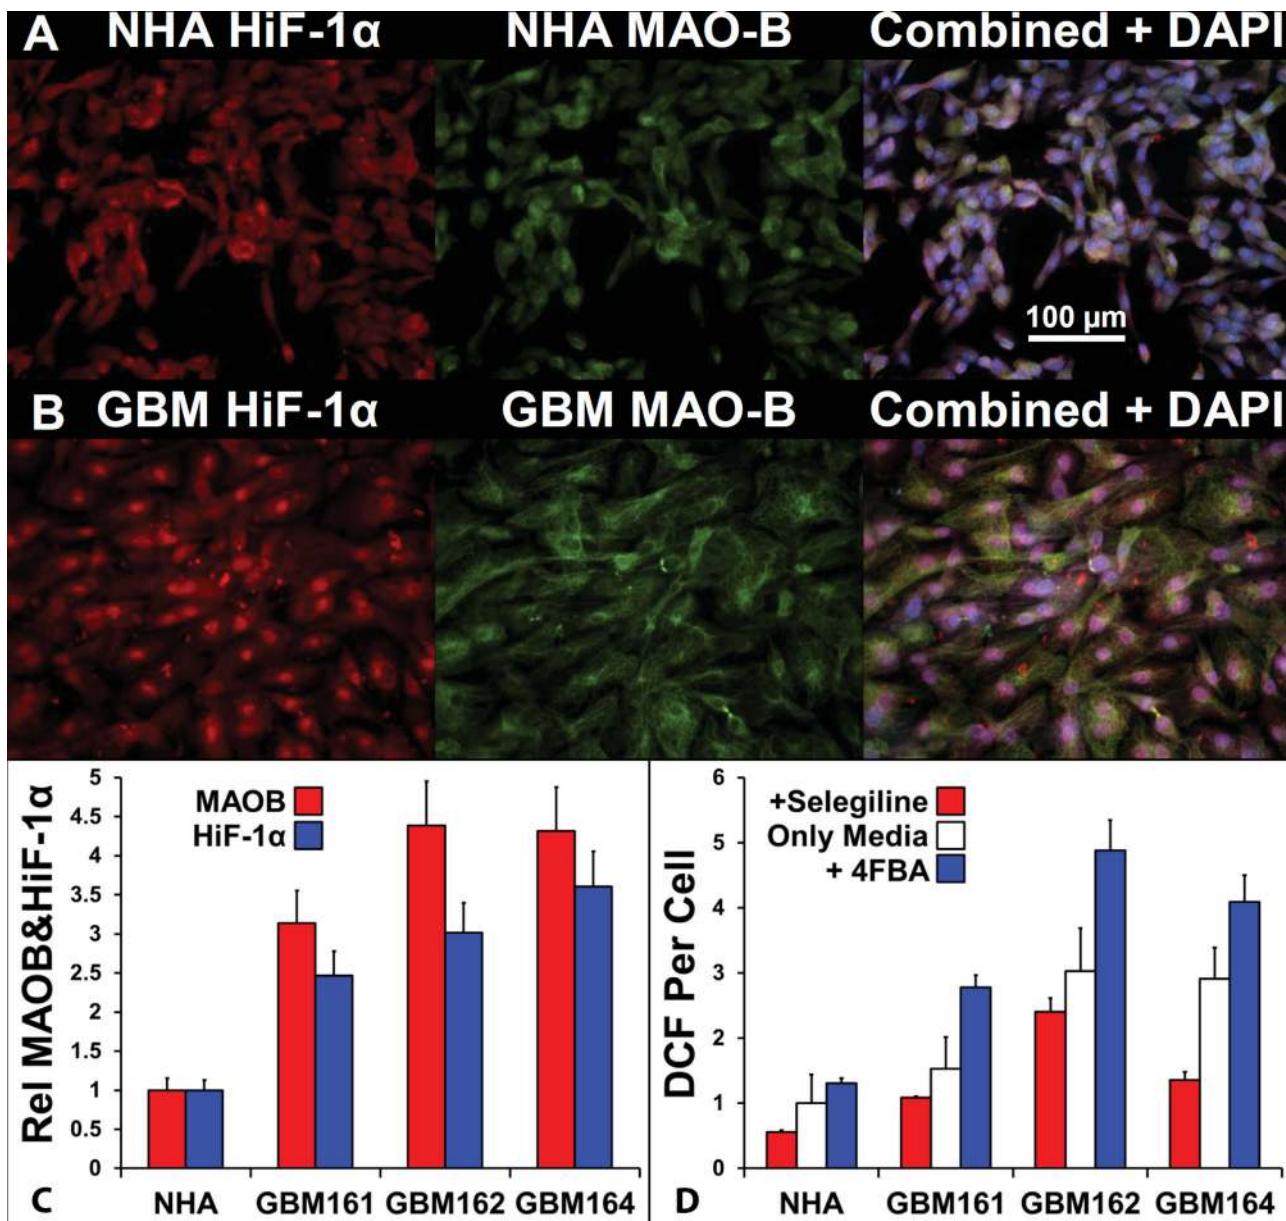 A NHA HiF-1α NHA MAO-B Combined + DAPI
100 µm
B GBM HiF-1α GBM MAO-B Combined + DAPI
Rel MAOB&HiF-1α
5
4.5
4
3.5
3
2.5
2
1.5
1
0.5
0
MAOB
HiF-1α
NHA GBM161 GBM162 GBM164
C
DCF Per Cell
6
5
4
3
2
1
0
+Selegiline
Only Media
+ 4FBA
NHA GBM161 GBM162 GBM164
D